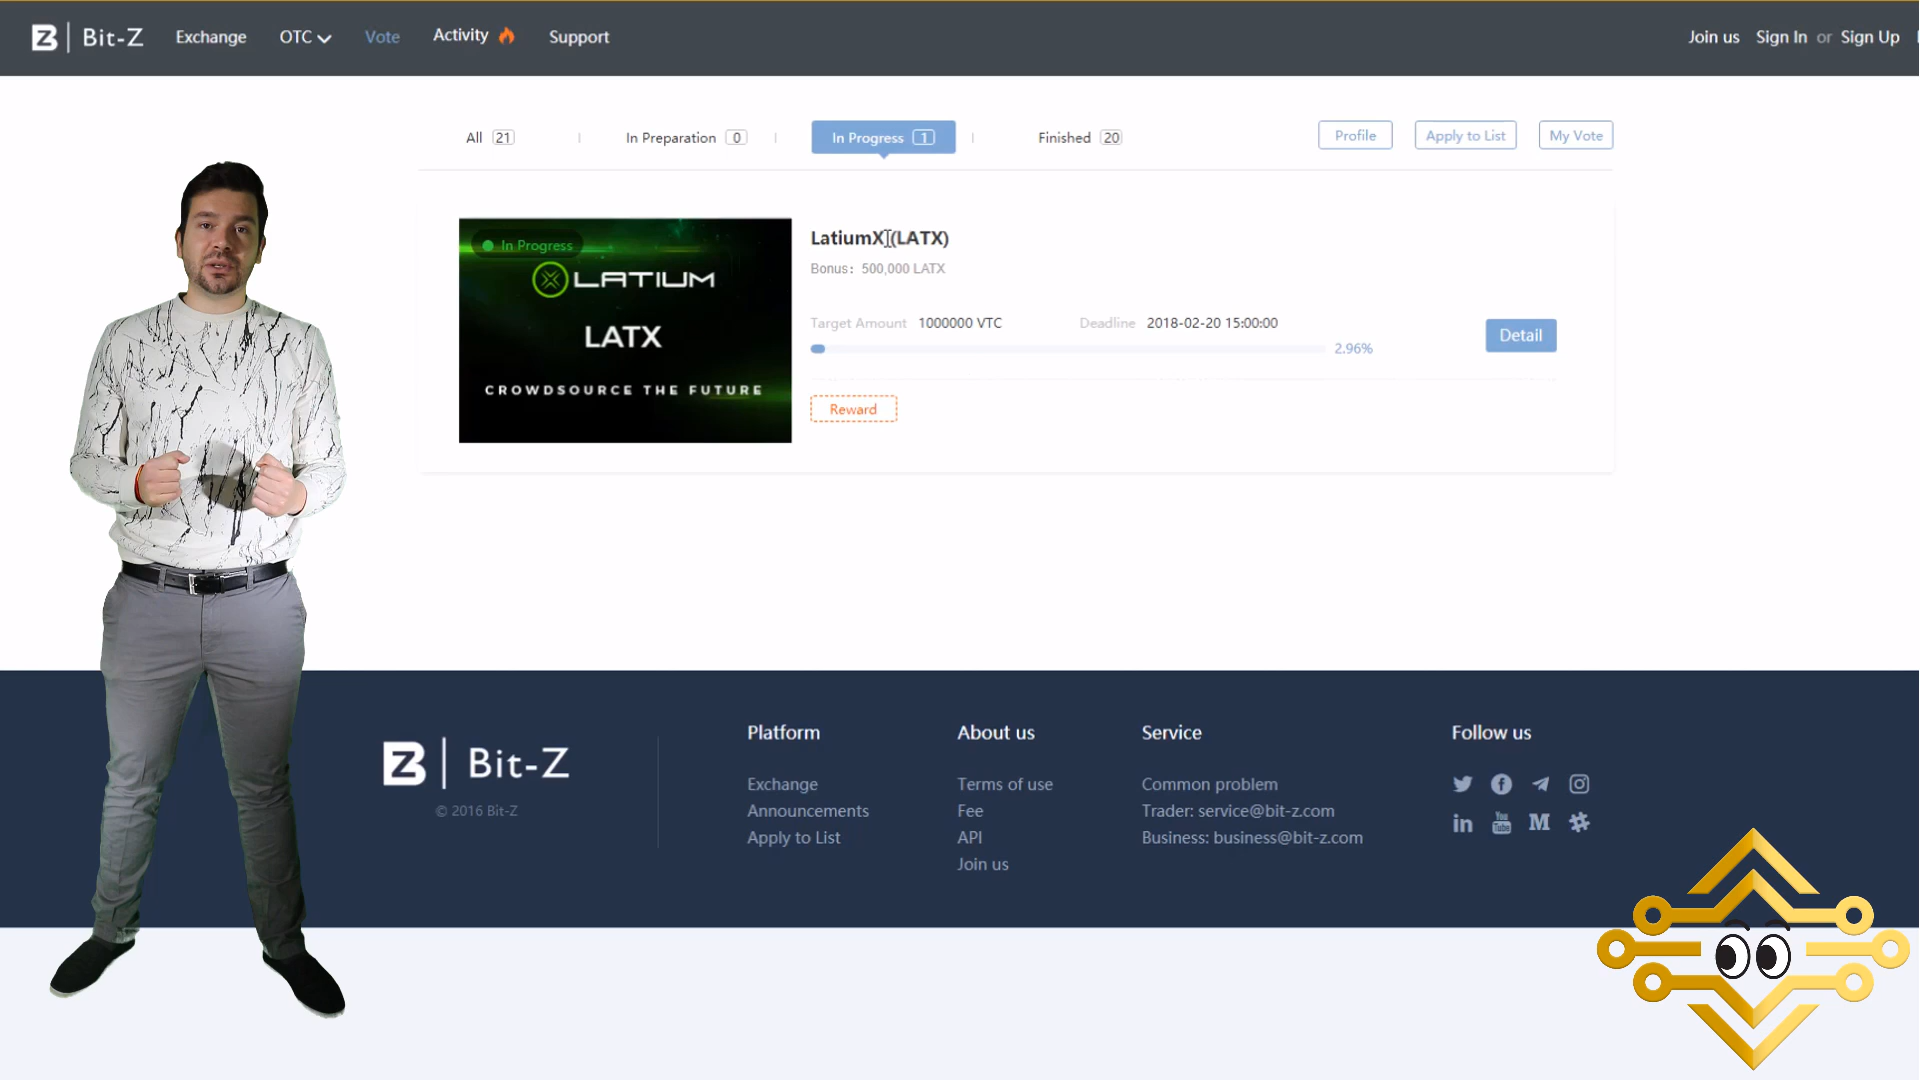 Bit-Z
Exchange
OTC
Vote
Activity
Support
Join us
Sign In or Sign Up
All 21
In Preparation 0
In Progress 1
Finished 20
Profile
Apply to List
My Vote
In Progress
LATIUM
LATX
CROWDSOURCE THE FUTURE
LatiumX(LATX)
Bonus: 500,000 LATX
Target Amount 1000000 VTC
Deadline 2018-02-20 15:00:00
2.96%
Detail
Reward
Bit-Z
© 2016 Bit-Z
Platform
Exchange
Announcements
Apply to List
About us
Terms of use
Fee
API
Join us
Service
Common problem
Trader: service@bit-z.com
Business: business@bit-z.com
Follow us
in
You Tube
M